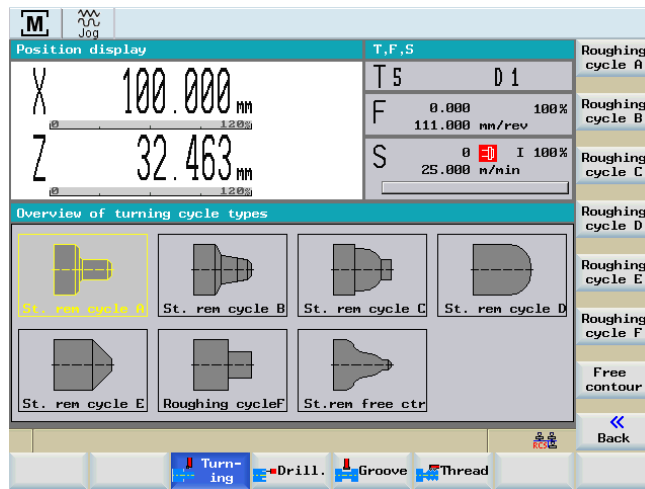 M
Jog
Position display
T,F,S
X 100.000 mm
0 120%
Z 32.463 mm
0 120%
T 5 D 1
F 0.000 100%
111.000 mm/rev
S 0 I 100%
25.000 m/min
Overview of turning cycle types
St. rem cycle A
St. rem cycle B
St. rem cycle C
St. rem cycle D
St. rem cycle E
Roughing cycleF
St.rem free ctr
Roughing
cycle A
Roughing
cycle B
Roughing
cycle C
Roughing
cycle D
Roughing
cycle E
Roughing
cycle F
Free
contour
«
Back
RCS
Turn-
ing
Drill.
Groove
Thread